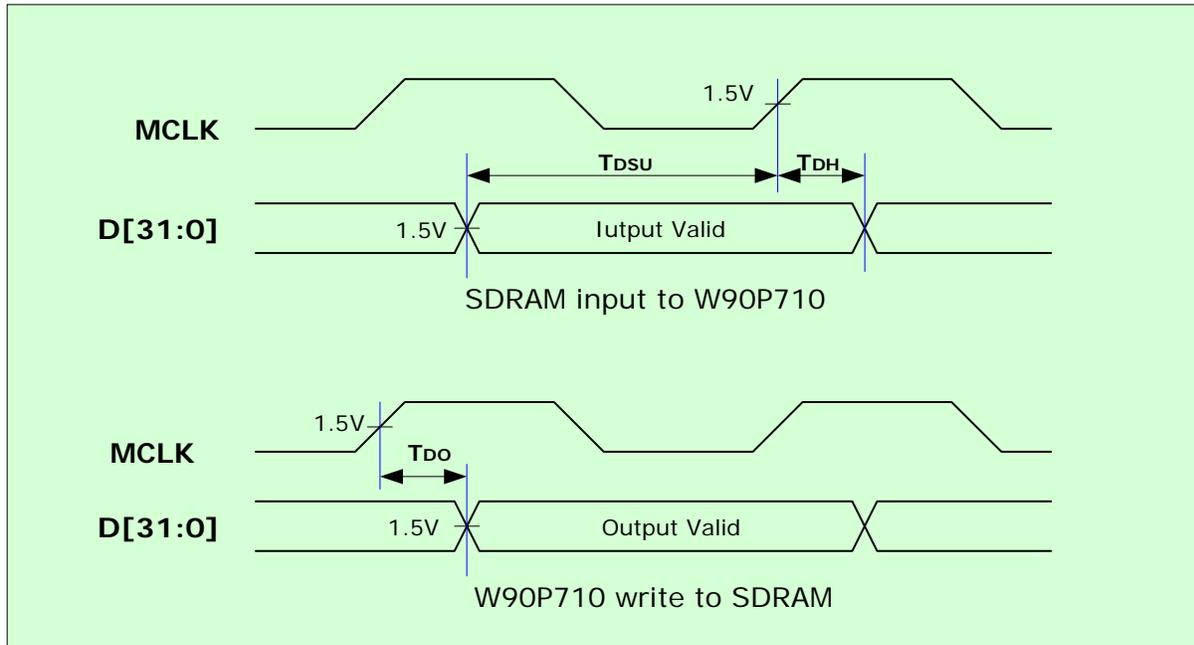 1.5V
MCLK
TDSU
TDH
D[31:0]
1.5V
Iutput Valid
SDRAM input to W90P710
1.5V
MCLK
TDO
D[31:0]
1.5V
Output Valid
W90P710 write to SDRAM